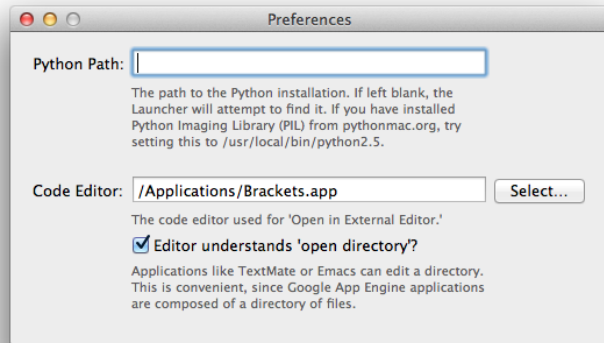 Preferences
Python Path:
The path to the Python installation. If left blank, the
Launcher will attempt to find it. If you have installed
Python Imaging Library (PIL) from pythonmac.org, try
setting this to /usr/local/bin/python2.5.
Code Editor: /Applications/Brackets.app Select...
The code editor used for 'Open in External Editor.'
Editor understands 'open directory'?
Applications like TextMate or Emacs can edit a directory.
This is convenient, since Google App Engine applications
are composed of a directory of files.